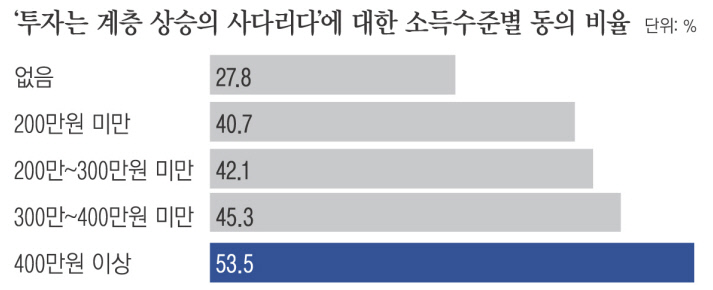 ‘투자는 계층 상승의 사다리다’에 대한 소득수준별 동의 비율 단위: %
없음 27.8
200만원 미만 40.7
200만~300만원 미만 42.1
300만~400만원 미만 45.3
400만원 이상 53.5